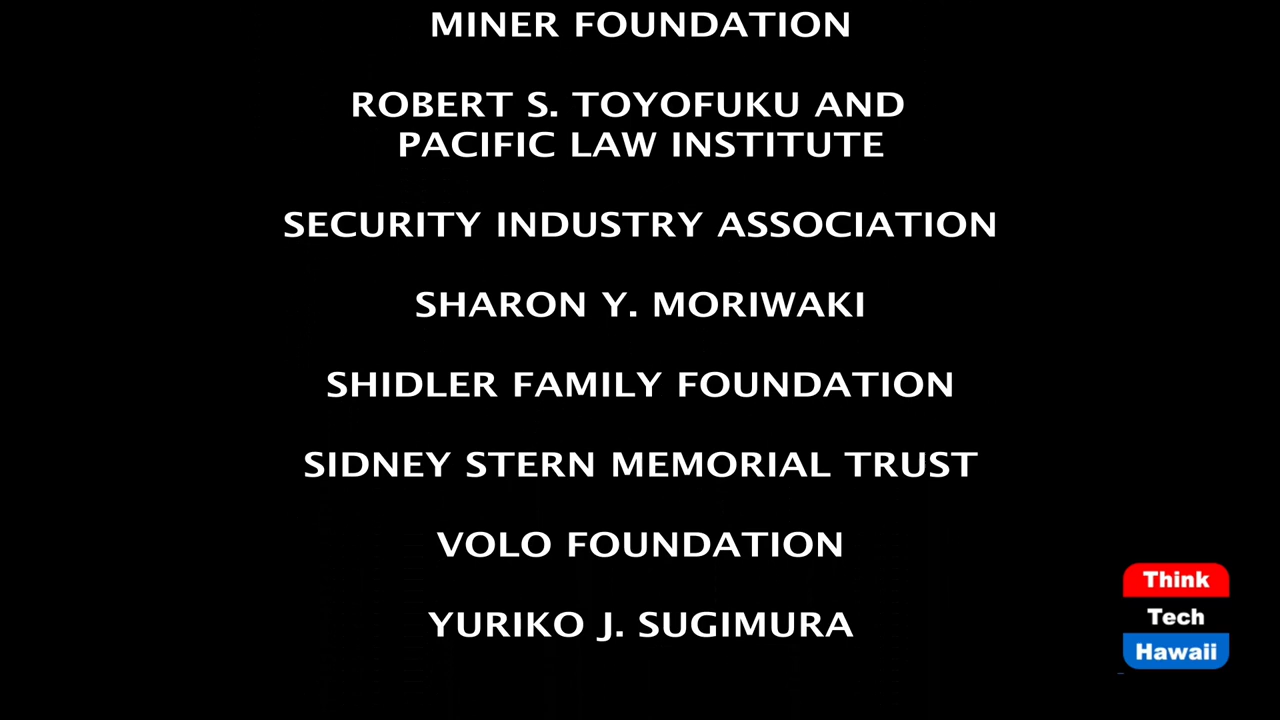 MINER FOUNDATION
ROBERT S. TOYOFUKU AND
PACIFIC LAW INSTITUTE
SECURITY INDUSTRY ASSOCIATION
SHARON Y. MORIWAKI
SHIDLER FAMILY FOUNDATION
SIDNEY STERN MEMORIAL TRUST
VOLO FOUNDATION
YURIKO J. SUGIMURA
Think
Tech
Hawaii